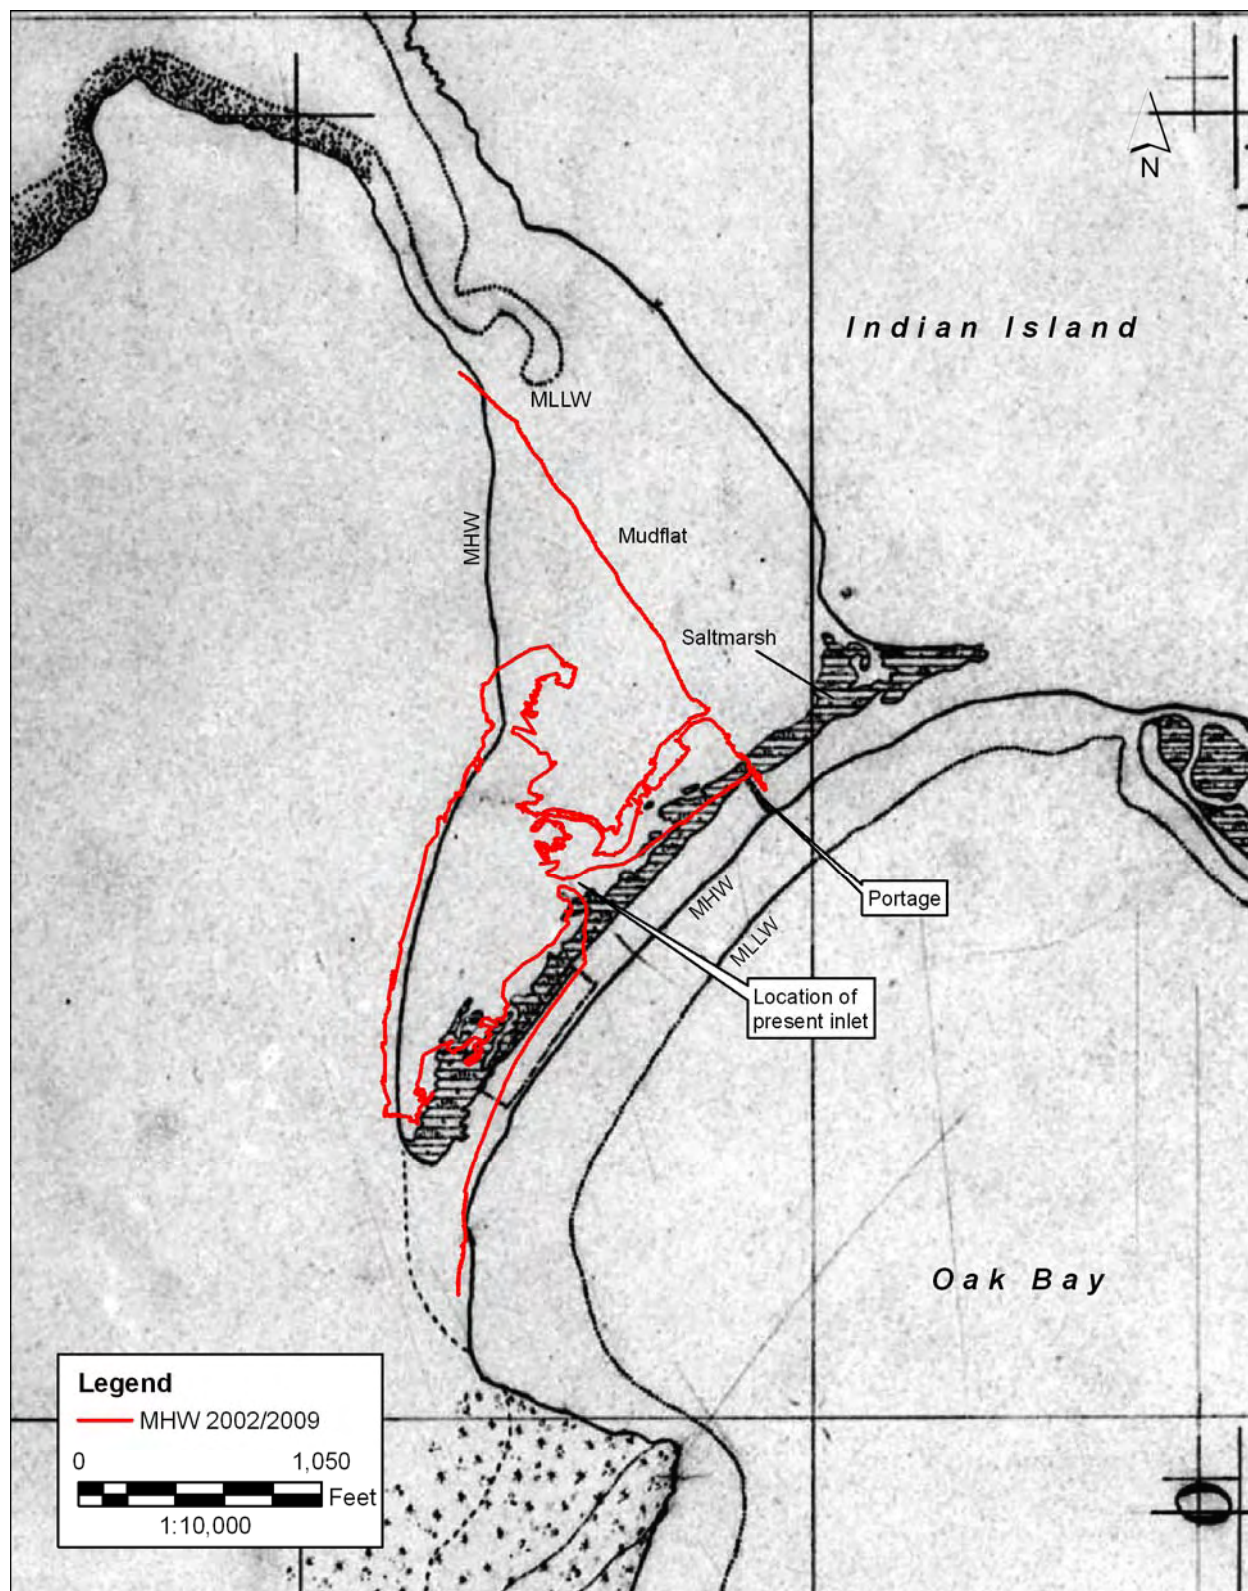 N
Indian Island
MLLW
MHW
Mudflat
Saltmarsh
Portage
MHW
MLLW
Location of
present inlet
Oak Bay
Legend
MHW 2002/2009
0 1,050
Feet
1:10,000